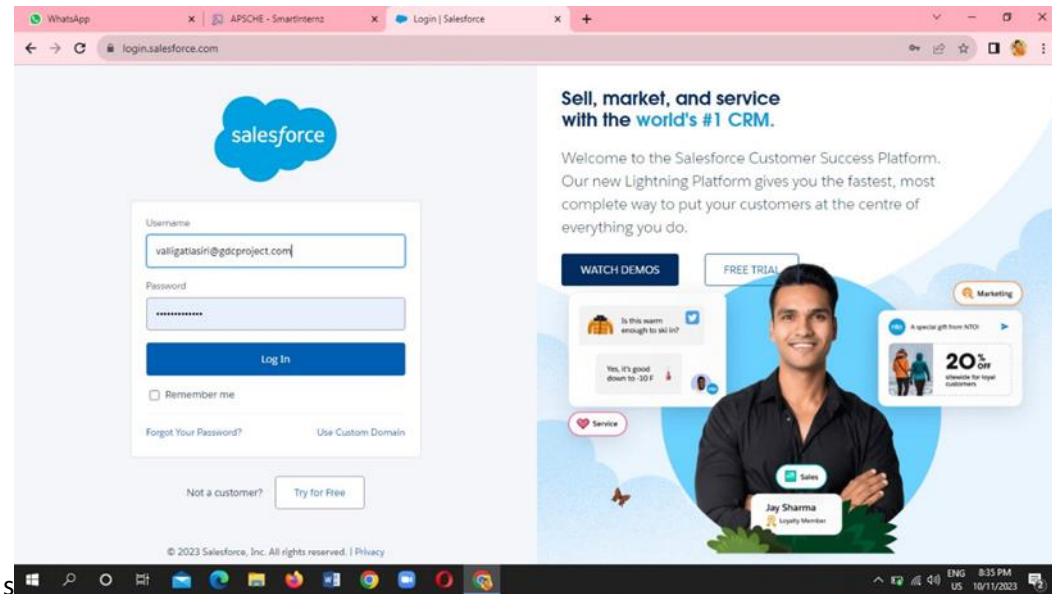 WhatsApp
APSCHE - Smartinternz
Login | Salesforce
login.salesforce.com
salesforce
Username
valligatlasiri@gdcproject.com
Password
•••••••••••••
Log In
Remember me
Forgot Your Password?
Use Custom Domain
Not a customer?
Try for Free
© 2023 Salesforce, Inc. All rights reserved. | Privacy
Sell, market, and service
with the world's #1 CRM.
Welcome to the Salesforce Customer Success Platform.
Our new Lightning Platform gives you the fastest, most
complete way to put your customers at the centre of
everything you do.
WATCH DEMOS
FREE TRIAL
Marketing
Is this warm
enough to ski in?
Yes, it's good
down to -10 F
A special gift from NTO!
20% OFF
sitewide for loyal
customers
Service
Sales
Jay Sharma
Loyalty Member
s
ENG
US
8:35 PM
10/11/2023